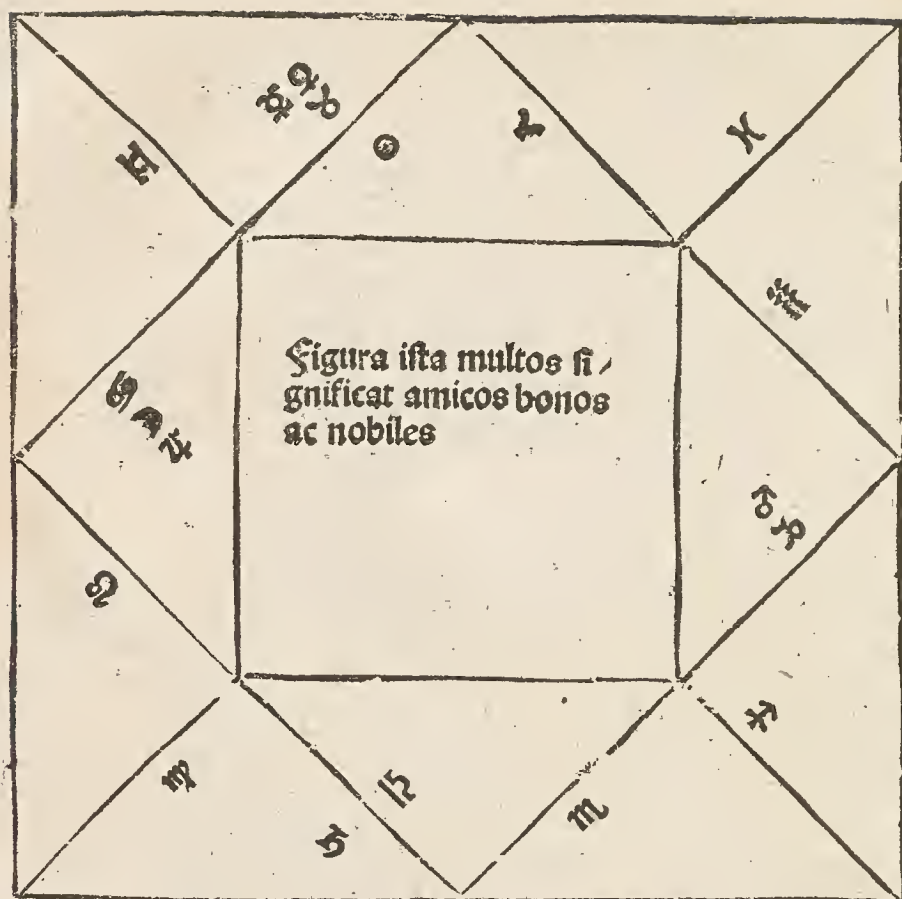 Figura iſta multos ſi⸗
gnificat amicos bonos
ac nobiles